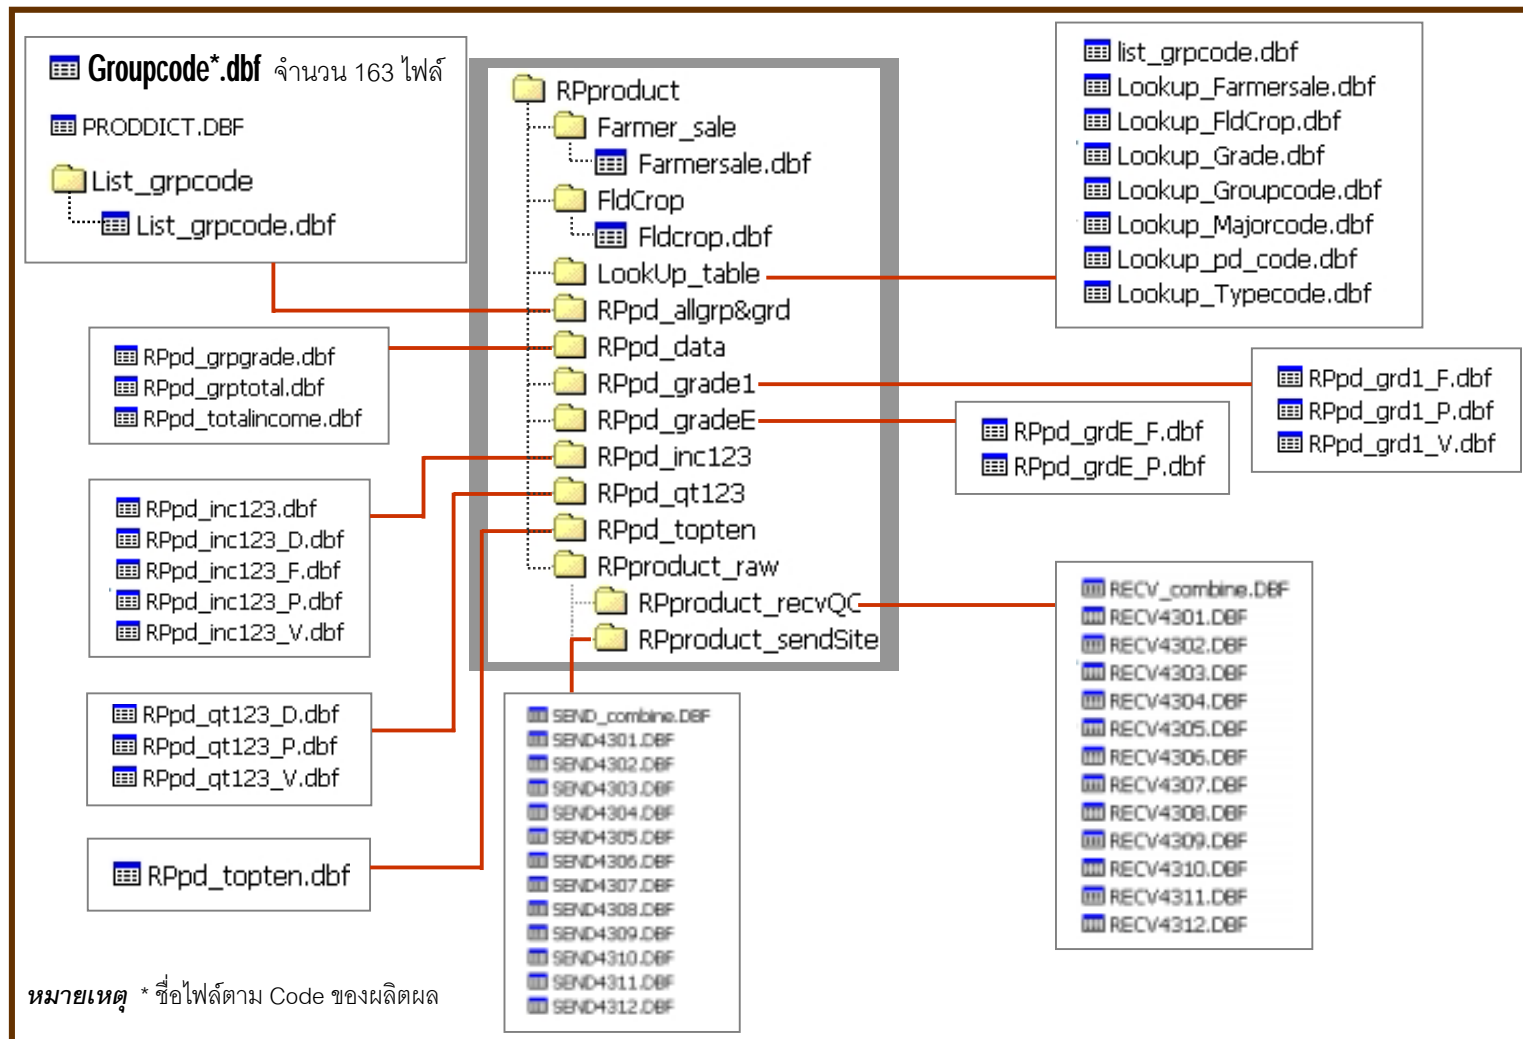 Groupcode*.dbf จำนวน 163 ไฟล์
PRODDICT.DBF
List_grpcode
List_grpcode.dbf
RPpd_grpgrade.dbf
RPpd_grptotal.dbf
RPpd_totalincome.dbf
RPpd_inc123.dbf
RPpd_inc123_D.dbf
RPpd_inc123_F.dbf
RPpd_inc123_P.dbf
RPpd_inc123_V.dbf
RPpd_qt123_D.dbf
RPpd_qt123_P.dbf
RPpd_qt123_V.dbf
RPpd_topten.dbf
RPproduct
Farmer_sale
Farmersale.dbf
FldCrop
Fldcrop.dbf
LookUp_table
RPpd_allgrp&grd
RPpd_data
RPpd_grade1
RPpd_gradeE
RPpd_inc123
RPpd_qt123
RPpd_topten
RPproduct_raw
RPproduct_recvQC
RPproduct_sendSite
SEND_combine.DBF
SEND4301.DBF
SEND4302.DBF
SEND4303.DBF
SEND4304.DBF
SEND4305.DBF
SEND4306.DBF
SEND4307.DBF
SEND4308.DBF
SEND4309.DBF
SEND4310.DBF
SEND4311.DBF
SEND4312.DBF
list_grpcode.dbf
Lookup_Farmersale.dbf
Lookup_FldCrop.dbf
Lookup_Grade.dbf
Lookup_Groupcode.dbf
Lookup_Majorcode.dbf
Lookup_pd_code.dbf
Lookup_Typecode.dbf
RPpd_grd1_F.dbf
RPpd_grd1_P.dbf
RPpd_grd1_V.dbf
RPpd_grdE_F.dbf
RPpd_grdE_P.dbf
RECV_combine.DBF
RECV4301.DBF
RECV4302.DBF
RECV4303.DBF
RECV4304.DBF
RECV4305.DBF
RECV4306.DBF
RECV4307.DBF
RECV4308.DBF
RECV4309.DBF
RECV4310.DBF
RECV4311.DBF
RECV4312.DBF
หมายเหตุ * ชื่อไฟล์ตาม Code ของผลิตผล